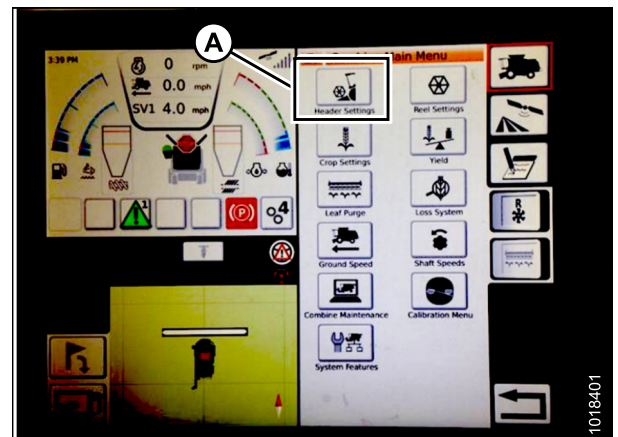 A
3:39 PM
0 rpm
0.0 mph
SV1 4.0 mph
1
(P)
4
Main Menu
Header Settings
Reel Settings
Crop Settings
Yield
Leaf Purge
Loss System
Ground Speed
Shaft Speeds
Combine Maintenance
Calibration Menu
System Features
R
1018401